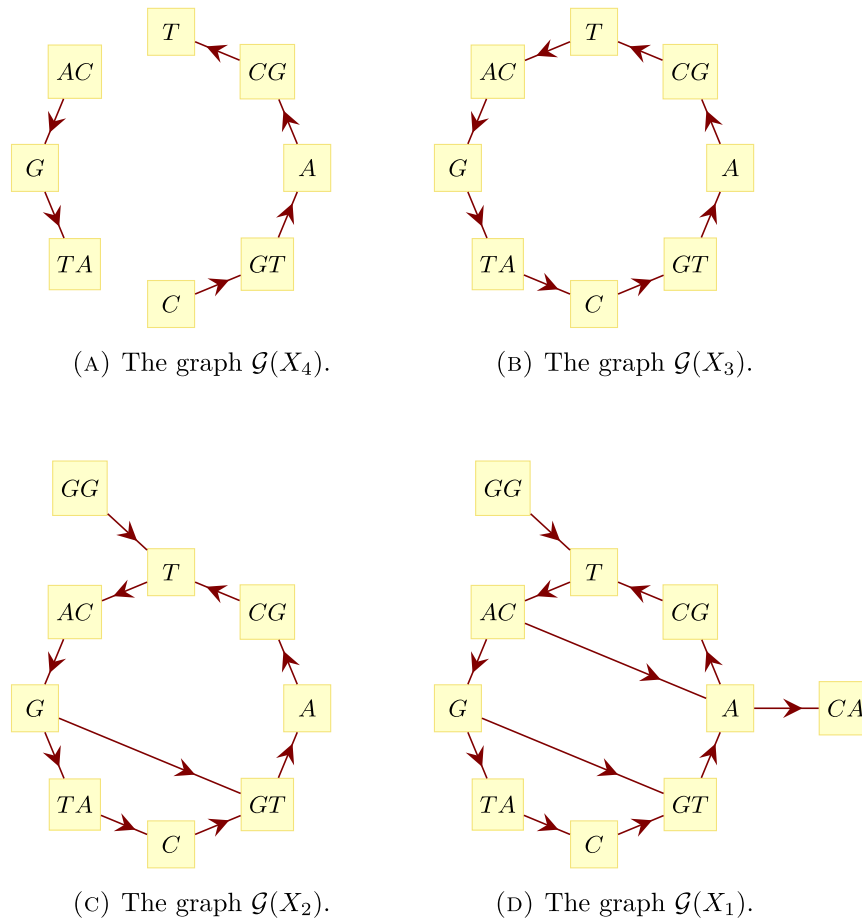 T T
AC CG AC CG
G A G A
TA GT TA GT
C C
(A) The graph G(X₄). (B) The graph G(X₃).
GG GG
T T
AC CG AC CG
G A G A CA
TA GT TA GT
C C
(C) The graph G(X₂). (D) The graph G(X₁).